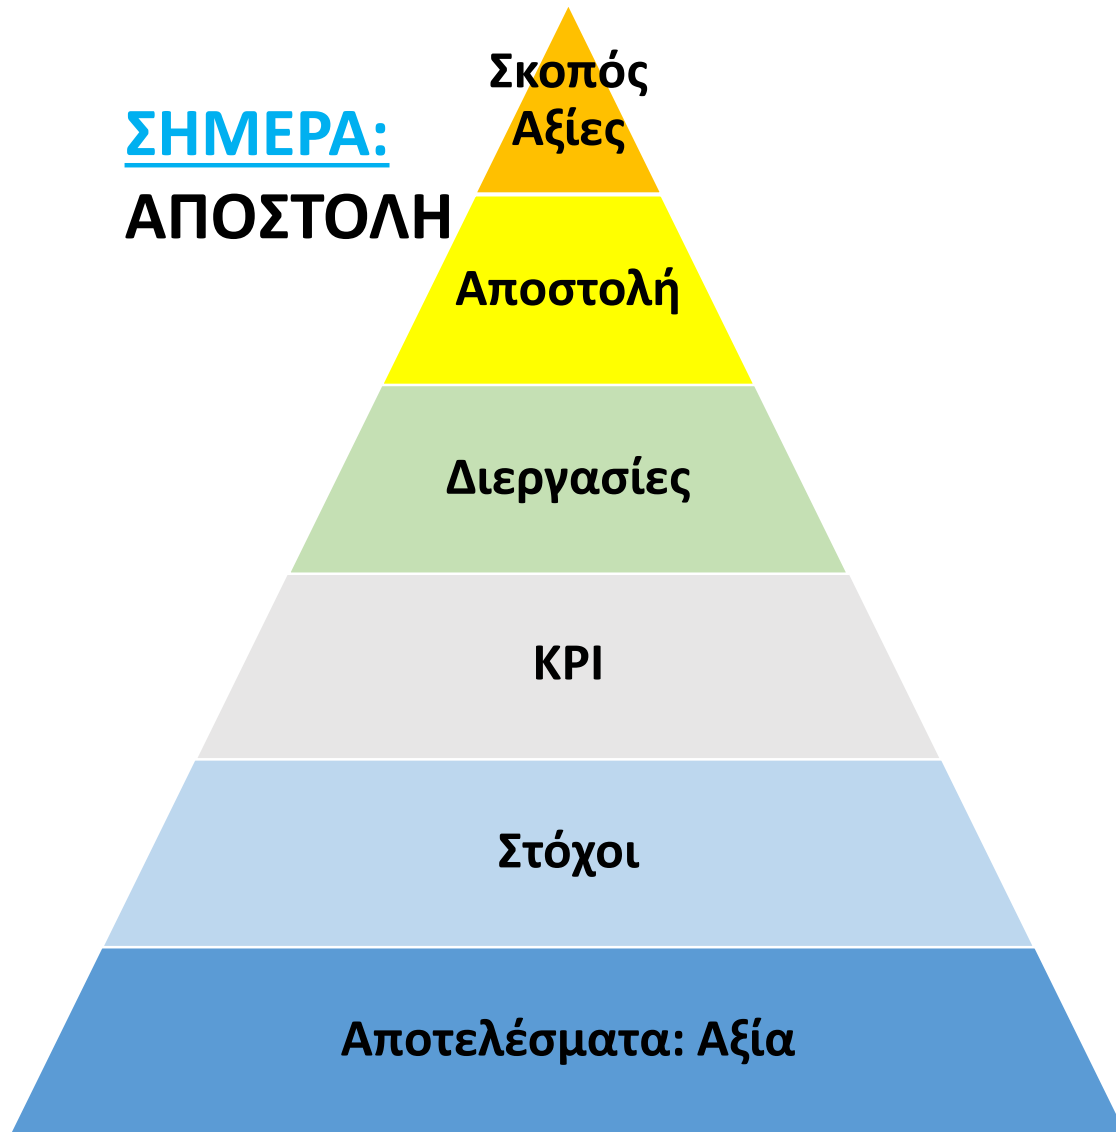 Σκοπός
Αξίες
ΣΗΜΕΡΑ:
ΑΠΟΣΤΟΛΗ
Αποστολή
Διεργασίες
KPI
Στόχοι
Αποτελέσματα: Αξία